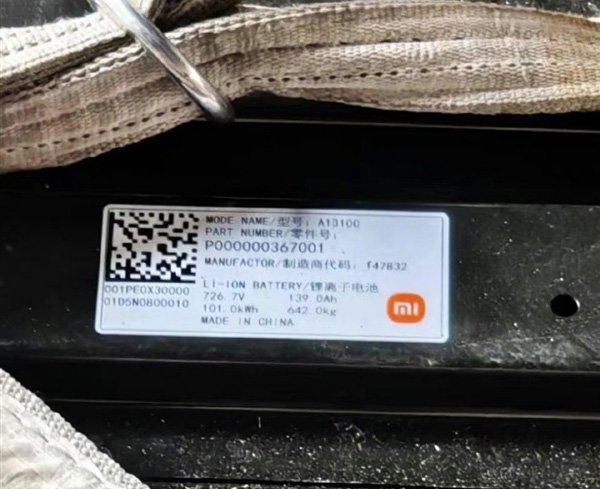 MODE NAME/型号: A13100
PART NUMBER/零件号:
P000000367001
MANUFACTOR/制造商代码: f47832
001PE0X30000
01D5N0800010
LI-ION BATTERY/锂离子电池
726.7V 139.0Ah
101.0kWh 642.0kg
MADE IN CHINA
mi